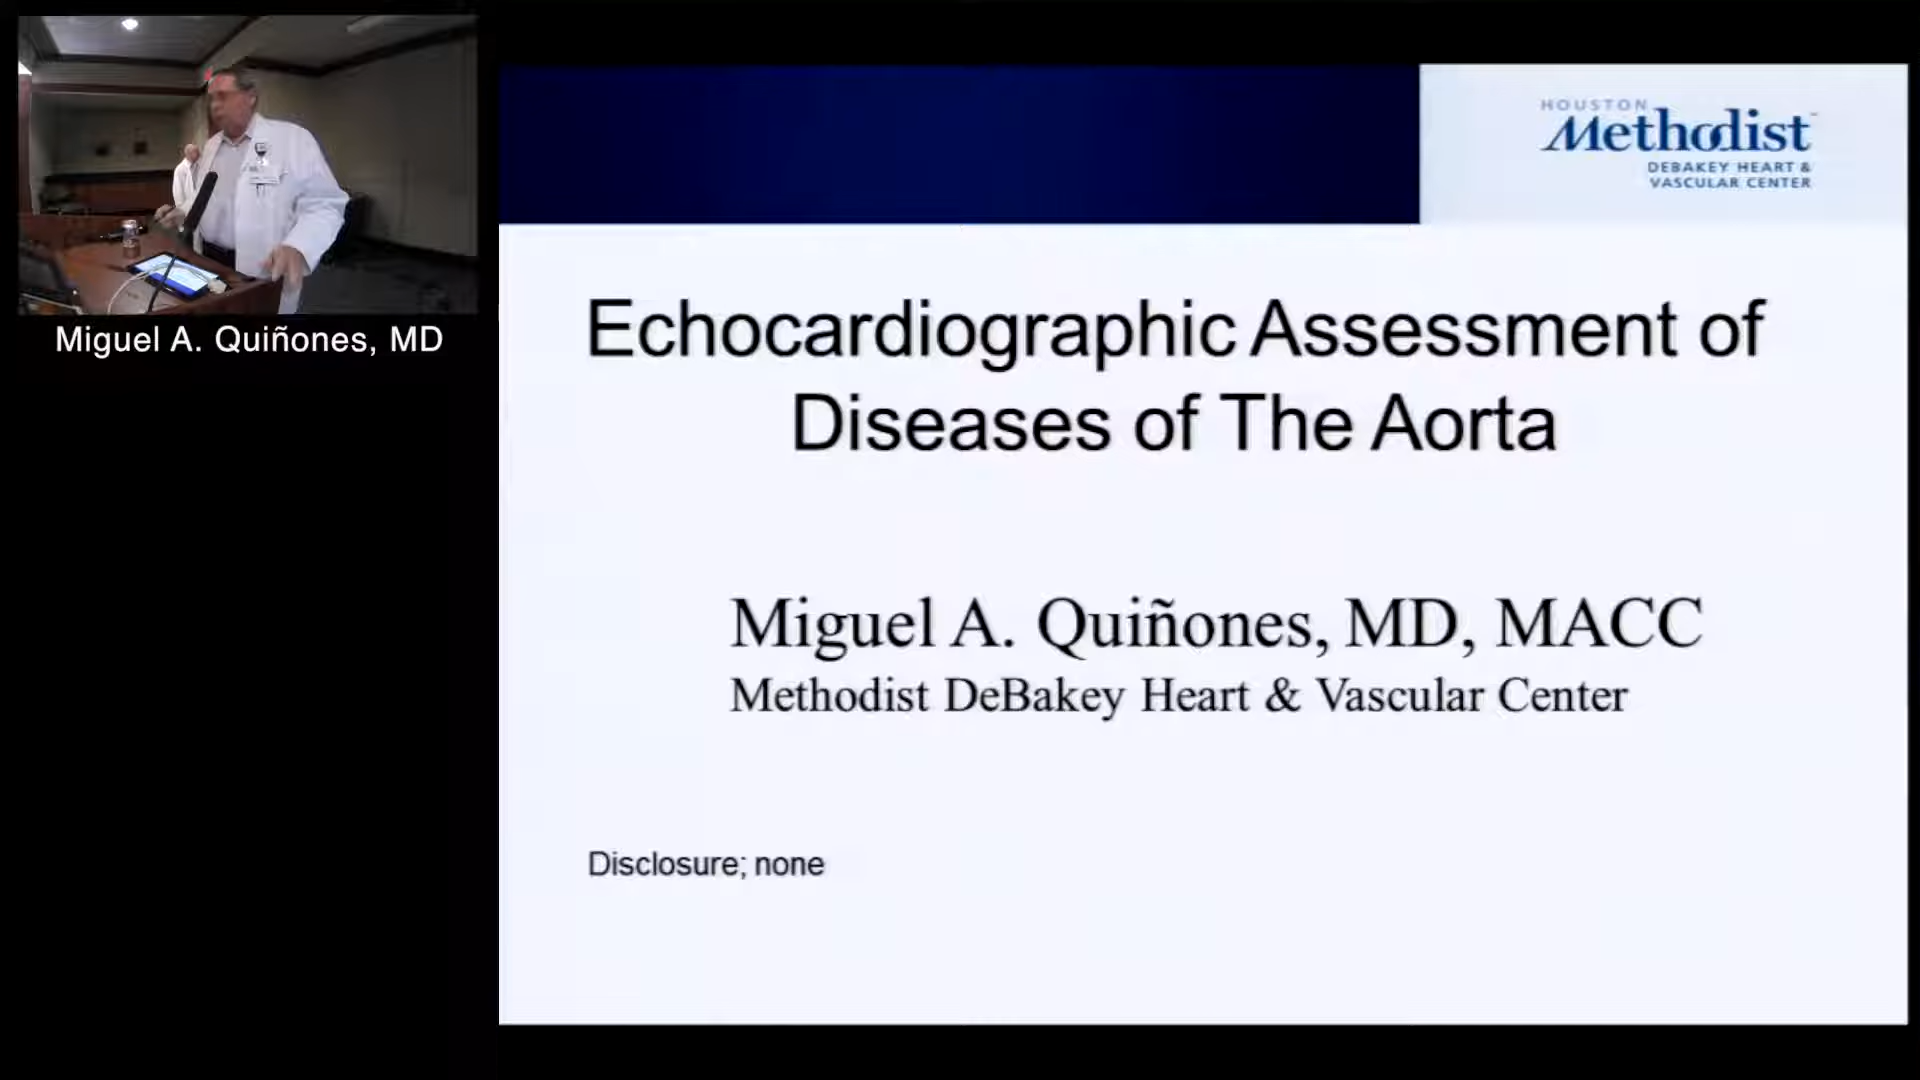 Miguel A. Quiñones, MD
HOUSTON
Methodist
DEBAKEY HEART &
VASCULAR CENTER
Echocardiographic Assessment of
Diseases of The Aorta
Miguel A. Quiñones, MD, MACC
Methodist DeBakey Heart & Vascular Center
Disclosure; none